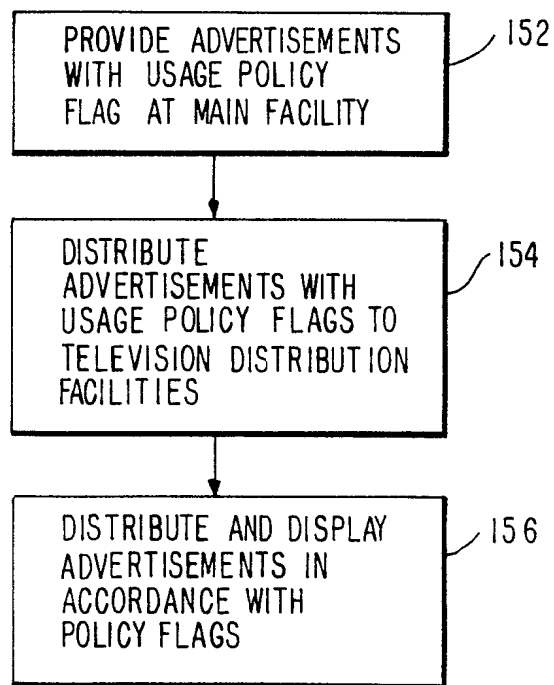 PROVIDE ADVERTISEMENTS
WITH USAGE POLICY
FLAG AT MAIN FACILITY
152
DISTRIBUTE
ADVERTISEMENTS WITH
USAGE POLICY FLAGS TO
TELEVISION DISTRIBUTION
FACILITIES
154
DISTRIBUTE AND DISPLAY
ADVERTISEMENTS IN
ACCORDANCE WITH
POLICY FLAGS
156